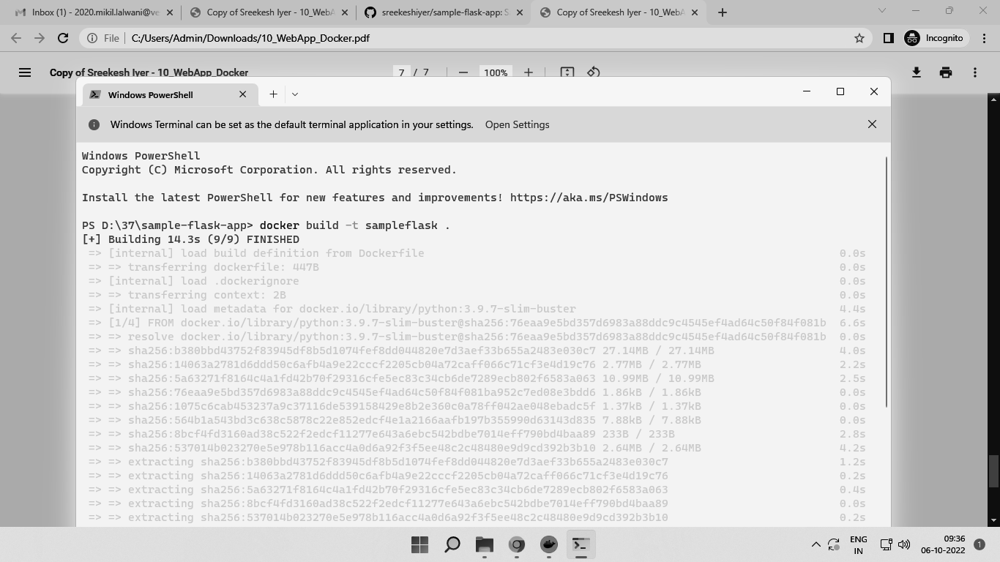 Inbox (1) - 2020.mikil.lalwani@ve
Copy of Sreekesh Iyer - 10_WebA
sreekeshiyer/sample-flask-app: S
Copy of Sreekesh Iyer - 10_WebA
File
C:/Users/Admin/Downloads/10_WebApp_Docker.pdf
Incognito
Copy of Sreekesh Iyer - 10_WebApp_Docker
7 / 7
100%
Windows PowerShell
Windows Terminal can be set as the default terminal application in your settings. Open Settings
Windows PowerShell
Copyright (C) Microsoft Corporation. All rights reserved.
Install the latest PowerShell for new features and improvements! https://aka.ms/PSWindows
PS D:\37\sample-flask-app> docker build -t sampleflask .
[+] Building 14.3s (9/9) FINISHED
=> [internal] load build definition from Dockerfile 0.0s
=> => transferring dockerfile: 447B 0.0s
=> [internal] load .dockerignore 0.0s
=> => transferring context: 2B 0.0s
=> [internal] load metadata for docker.io/library/python:3.9.7-slim-buster 4.4s
=> [1/4] FROM docker.io/library/python:3.9.7-slim-buster@sha256:76eaa9e5bd357d6983a88ddc9c4545ef4ad64c50f84f081b 6.6s
=> => resolve docker.io/library/python:3.9.7-slim-buster@sha256:76eaa9e5bd357d6983a88ddc9c4545ef4ad64c50f84f081b 0.0s
=> => sha256:b380bbd43752f83945df8b5d1074fef8dd044820e7d3aef33b655a2483e030c7 27.14MB / 27.14MB 4.0s
=> => sha256:14063a2781d6ddd50c6afb4a9e22cccf2205cb04a72caff066c71cf3e4d19c76 2.77MB / 2.77MB 2.2s
=> => sha256:5a63271f8164c4a1fd42b70f29316cfe5ec83c34cb6de7289ecb802f6583a063 10.99MB / 10.99MB 2.5s
=> => sha256:76eaa9e5bd357d6983a88ddc9c4545ef4ad64c50f84f081ba952c7ed08e3bdd6 1.86kB / 1.86kB 0.0s
=> => sha256:1075c6cab453237a9c37116de539158429e8b2e360c0a78ff042ae048ebadc5f 1.37kB / 1.37kB 0.0s
=> => sha256:564b1a543bd3c638c5878c22e852edcf4e1a2166aafb197b355990d63143d835 7.88kB / 7.88kB 0.0s
=> => sha256:8bcf4fd3160ad38c522f2edcf11277e643a6ebc542bdbe7014eff790bd4baa89 233B / 233B 2.8s
=> => sha256:537014b023270e5e978b116acc4a0d6a92f3f5ee48c2c48480e9d9cd392b3b10 2.64MB / 2.64MB 4.2s
=> => extracting sha256:b380bbd43752f83945df8b5d1074fef8dd044820e7d3aef33b655a2483e030c7 1.2s
=> => extracting sha256:14063a2781d6ddd50c6afb4a9e22cccf2205cb04a72caff066c71cf3e4d19c76 0.2s
=> => extracting sha256:5a63271f8164c4a1fd42b70f29316cfe5ec83c34cb6de7289ecb802f6583a063 0.4s
=> => extracting sha256:8bcf4fd3160ad38c522f2edcf11277e643a6ebc542bdbe7014eff790bd4baa89 0.0s
=> => extracting sha256:537014b023270e5e978b116acc4a0d6a92f3f5ee48c2c48480e9d9cd392b3b10 0.2s
ENG
IN
09:36
06-10-2022
1